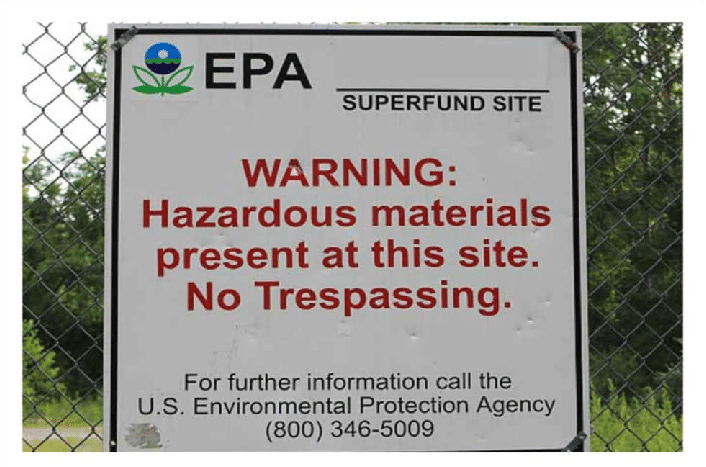 EPA
SUPERFUND SITE
WARNING:
Hazardous materials
present at this site.
No Trespassing.
For further information call the
U.S. Environmental Protection Agency
(800) 346-5009